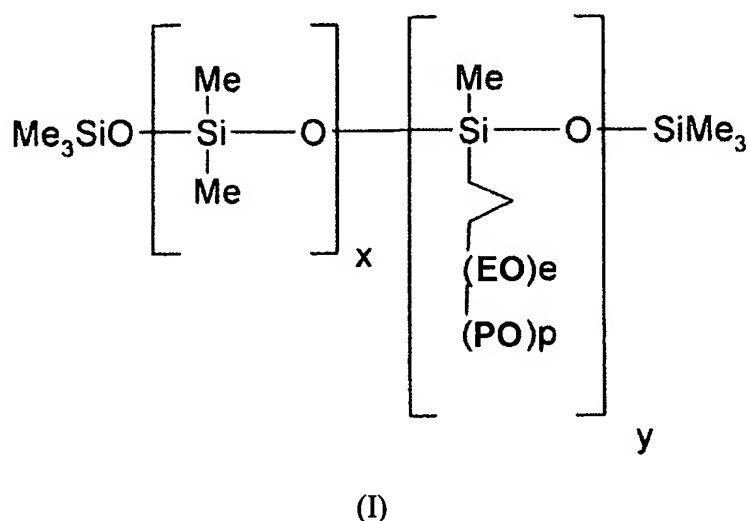 Me Me
Me₃SiO Si O Si O SiMe₃
Me
x (EO)e
(PO)p
y
(I)